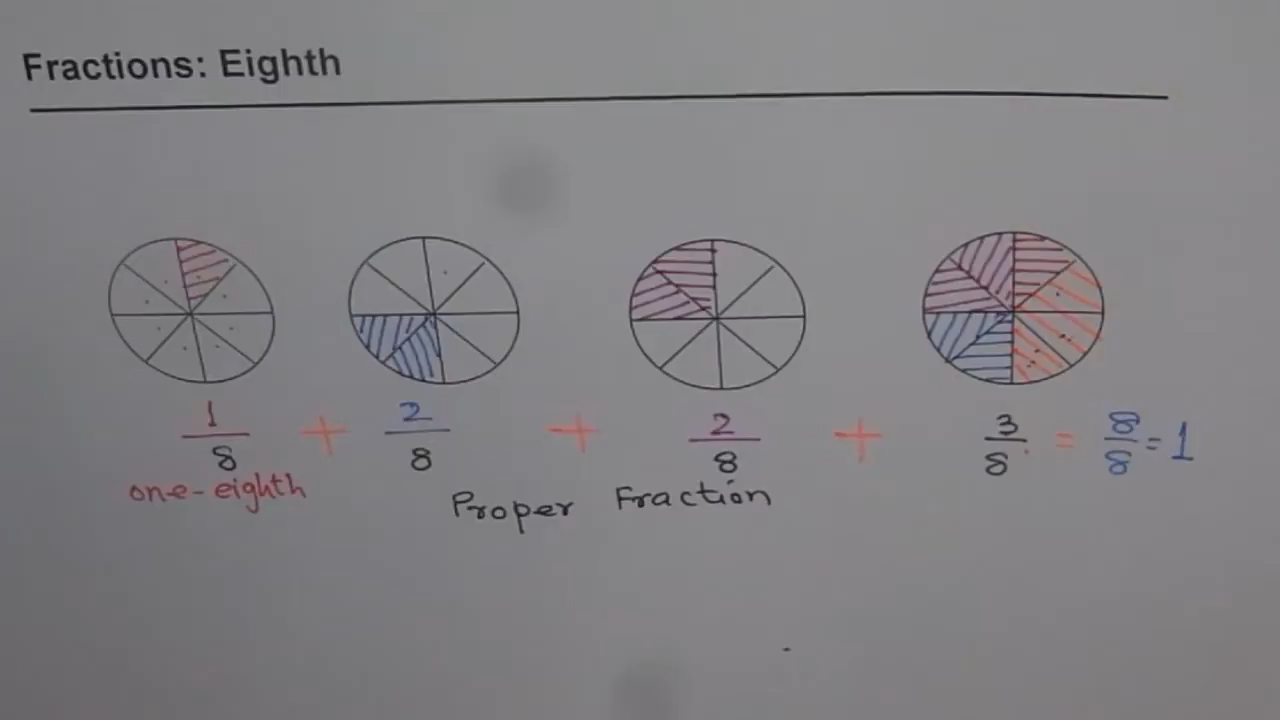 Fractions: Eighth
1/8 + 2/8 + 2/8 + 3/8 = 8/8 = 1
one-eighth
Proper Fraction